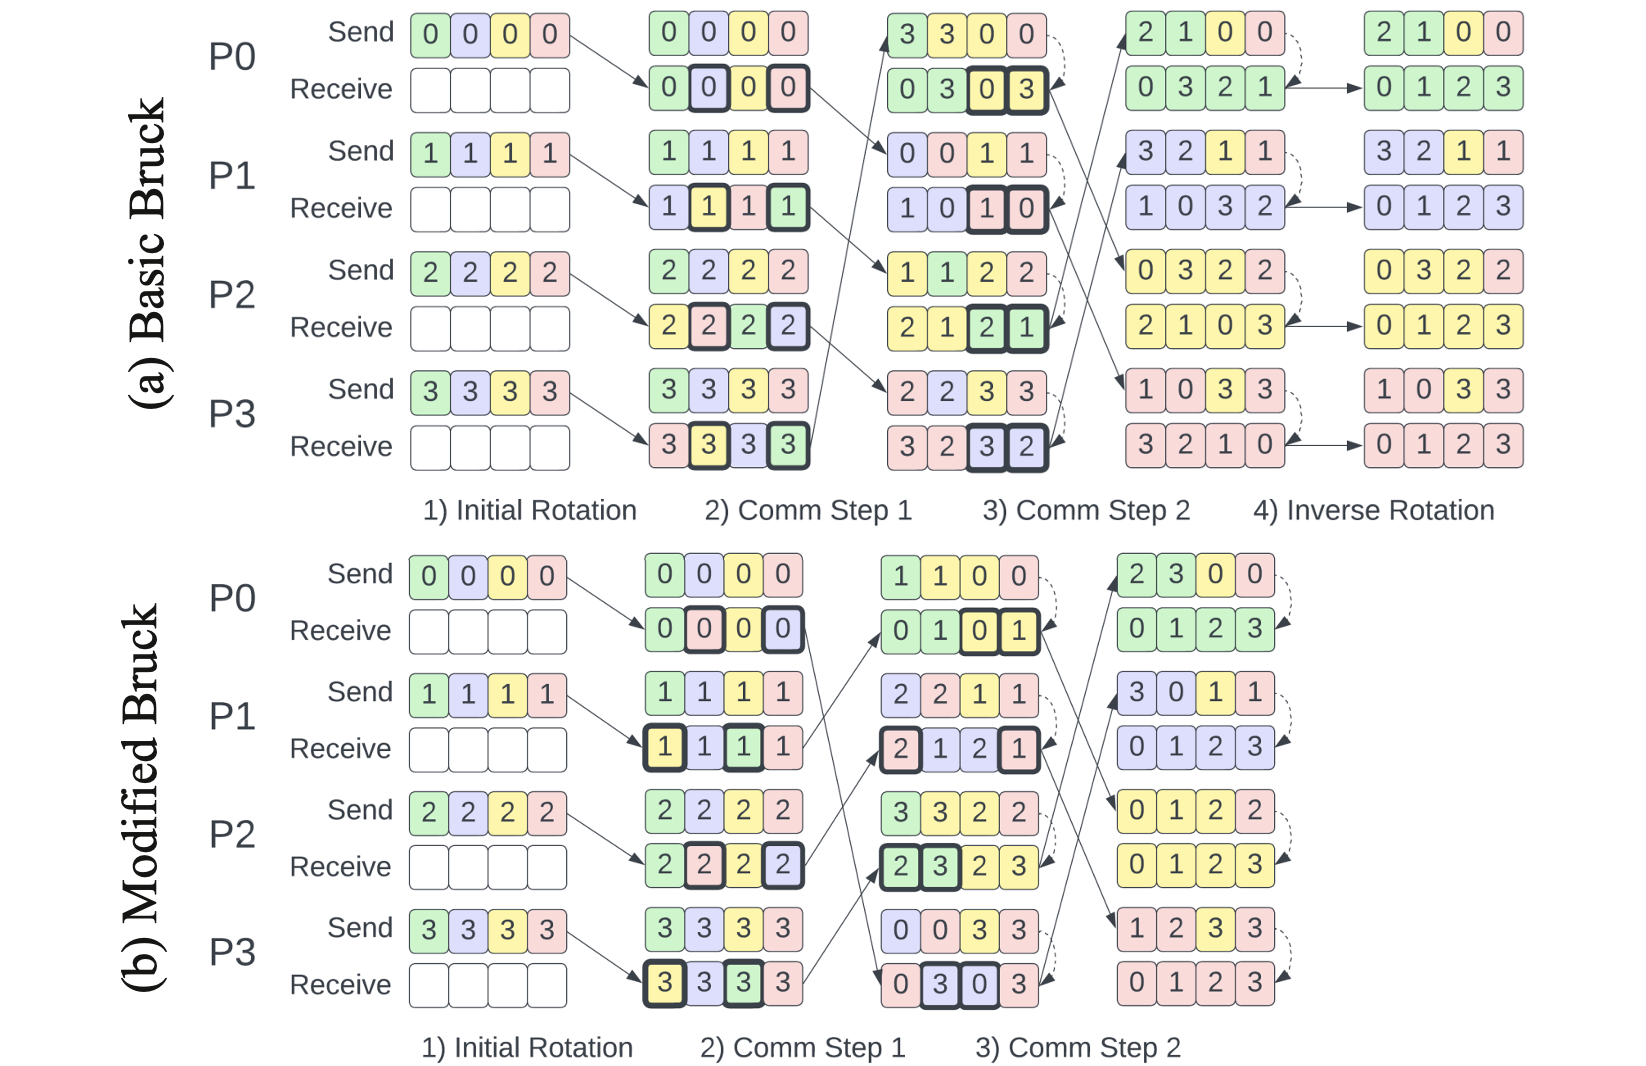 (a) Basic Bruck
P0
Send 0 0 0 0 0 0 0 0 3 3 0 0 2 1 0 0 2 1 0 0
Receive 0 0 0 0 0 3 0 3 0 3 2 1 0 1 2 3
P1
Send 1 1 1 1 1 1 1 1 0 0 1 1 3 2 1 1 3 2 1 1
Receive 1 1 1 1 1 0 1 0 1 0 3 2 0 1 2 3
P2
Send 2 2 2 2 2 2 2 2 1 1 2 2 0 3 2 2 0 3 2 2
Receive 2 2 2 2 2 1 2 1 2 1 0 3 0 1 2 3
P3
Send 3 3 3 3 3 3 3 3 2 2 3 3 1 0 3 3 1 0 3 3
Receive 3 3 3 3 3 2 3 2 3 2 1 0 0 1 2 3
1) Initial Rotation 2) Comm Step 1 3) Comm Step 2 4) Inverse Rotation
(b) Modified Bruck
P0
Send 0 0 0 0 0 0 0 0 1 1 0 0 2 3 0 0
Receive 0 0 0 0 0 1 0 1 0 1 2 3
P1
Send 1 1 1 1 1 1 1 1 2 2 1 1 3 0 1 1
Receive 1 1 1 1 2 1 2 1 0 1 2 3
P2
Send 2 2 2 2 2 2 2 2 3 3 2 2 0 1 2 2
Receive 2 2 2 2 2 3 2 3 0 1 2 3
P3
Send 3 3 3 3 3 3 3 3 0 0 3 3 1 2 3 3
Receive 3 3 3 3 0 3 0 3 0 1 2 3
1) Initial Rotation 2) Comm Step 1 3) Comm Step 2